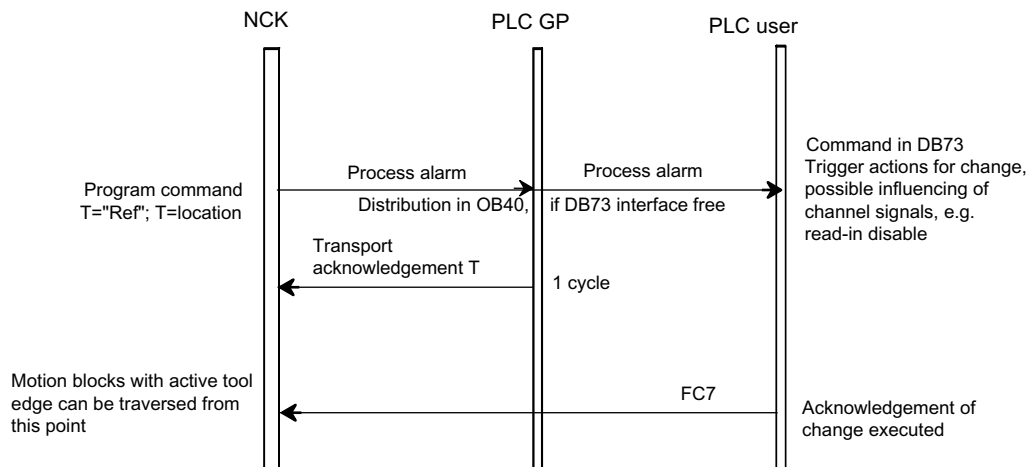 NCK
PLC GP
PLC user
Program command
T="Ref"; T=location
Process alarm
Distribution in OB40,
Process alarm
if DB73 interface free
Command in DB73
Trigger actions for change,
possible influencing of
channel signals, e.g.
read-in disable
Transport
acknowledgement T
1 cycle
Motion blocks with active tool
edge can be traversed from
this point
FC7
Acknowledgement of
change executed